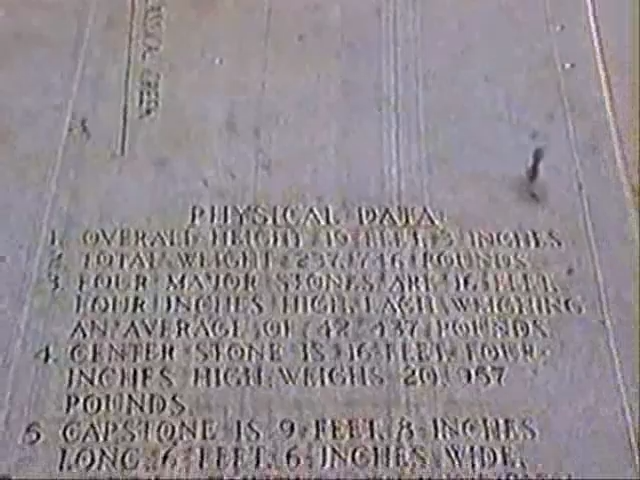 PHYSICAL DATA
1. OVERALL HEIGHT: 19 FEET, 3 INCHES
2. TOTAL WEIGHT: 237,746 POUNDS
3. FOUR MAJOR STONES ARE 16 FEET,
FOUR INCHES HIGH, EACH WEIGHING
AN AVERAGE OF 42,437 POUNDS
4. CENTER STONE IS 16 FEET, FOUR-
INCHES HIGH, WEIGHS 20,957
POUNDS
5. CAPSTONE IS 9 FEET, 8 INCHES
LONG, 6 FEET, 6 INCHES WIDE,
GREEK